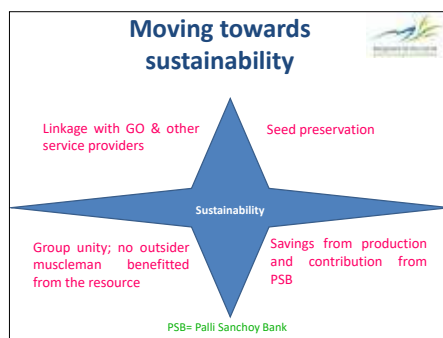 Moving towards
sustainability
Linkage with GO & other
service providers
Seed preservation
Sustainability
Group unity; no outsider
muscleman benefitted
from the resource
Savings from production
and contribution from
PSB
PSB= Palli Sanchoy Bank